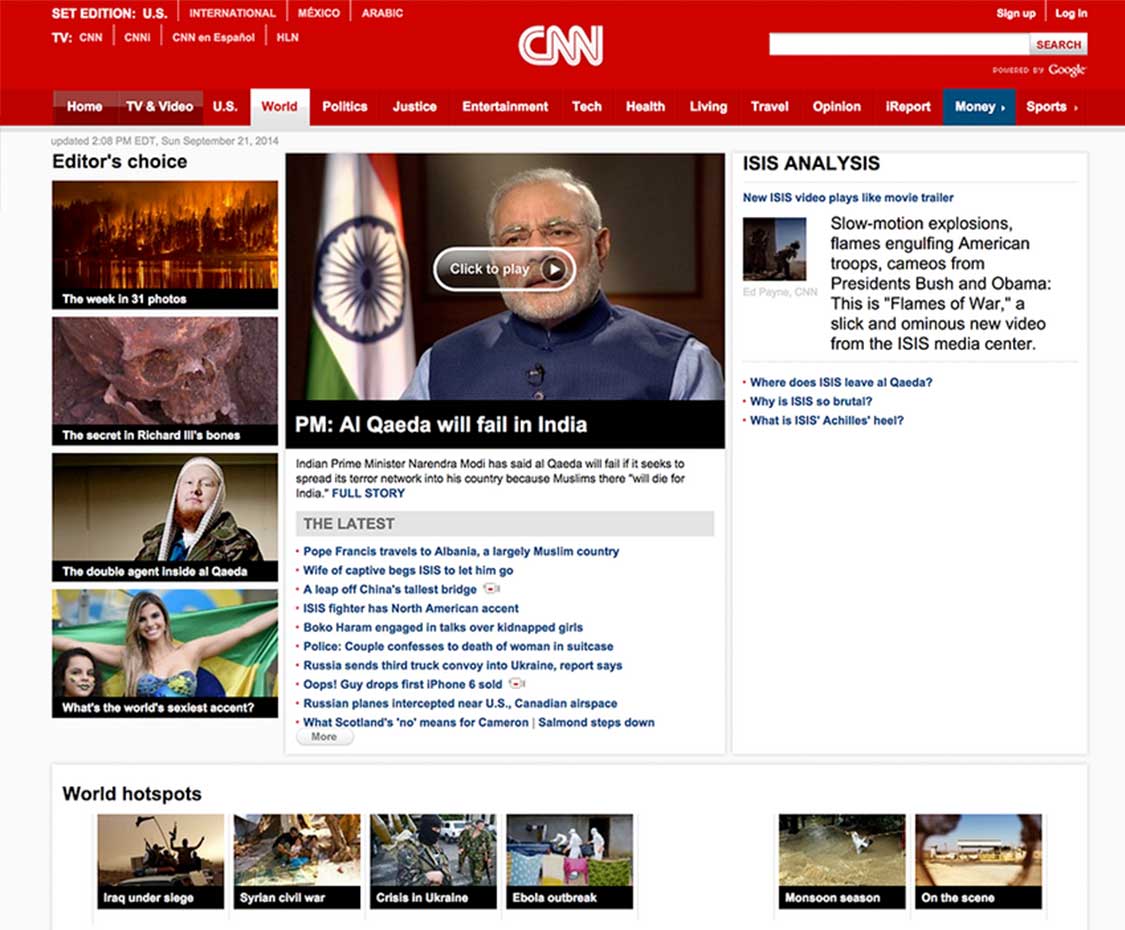 SET EDITION: U.S. INTERNATIONAL MÉXICO ARABIC
TV: CNN CNNi CNN en Español HLN
CNN
Sign up Log in
SEARCH
POWERED BY Google
Home TV & Video U.S. World Politics Justice Entertainment Tech Health Living Travel Opinion iReport Money Sports
updated 2:08 PM EDT, Sun September 21, 2014
Editor's choice
The week in 31 photos
The secret in Richard III's bones
The double agent inside al Qaeda
What's the world's sexiest accent?
Click to play
PM: Al Qaeda will fail in India
Indian Prime Minister Narendra Modi has said al Qaeda will fail if it seeks to
spread its terror network into his country because Muslims there "will die for
India." FULL STORY
THE LATEST
Pope Francis travels to Albania, a largely Muslim country
Wife of captive begs ISIS to let him go
A leap off China's tallest bridge
ISIS fighter has North American accent
Boko Haram engaged in talks over kidnapped girls
Police: Couple confesses to death of woman in suitcase
Russia sends third truck convoy into Ukraine, report says
Oops! Guy drops first iPhone 6 sold
Russian planes intercepted near U.S., Canadian airspace
What Scotland's 'no' means for Cameron | Salmond steps down
More
ISIS ANALYSIS
New ISIS video plays like movie trailer
Ed Payne, CNN
Slow-motion explosions,
flames engulfing American
troops, cameos from
Presidents Bush and Obama:
This is "Flames of War," a
slick and ominous new video
from the ISIS media center.
Where does ISIS leave al Qaeda?
Why is ISIS so brutal?
What is ISIS' Achilles' heel?
World hotspots
Iraq under siege
Syrian civil war
Crisis in Ukraine
Ebola outbreak
Monsoon season
On the scene